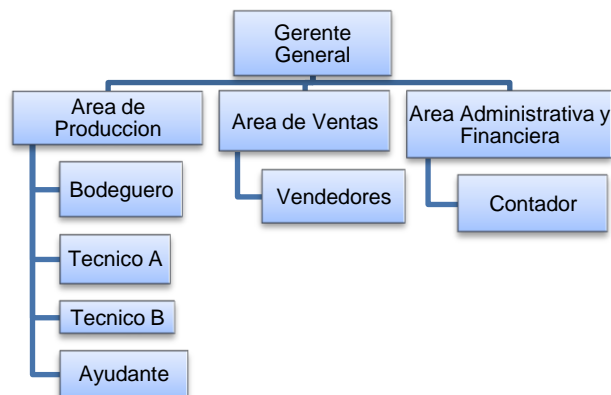 Gerente
General
Area de
Produccion
Area de Ventas
Area Administrativa y
Financiera
Bodeguero
Vendedores
Contador
Tecnico A
Tecnico B
Ayudante